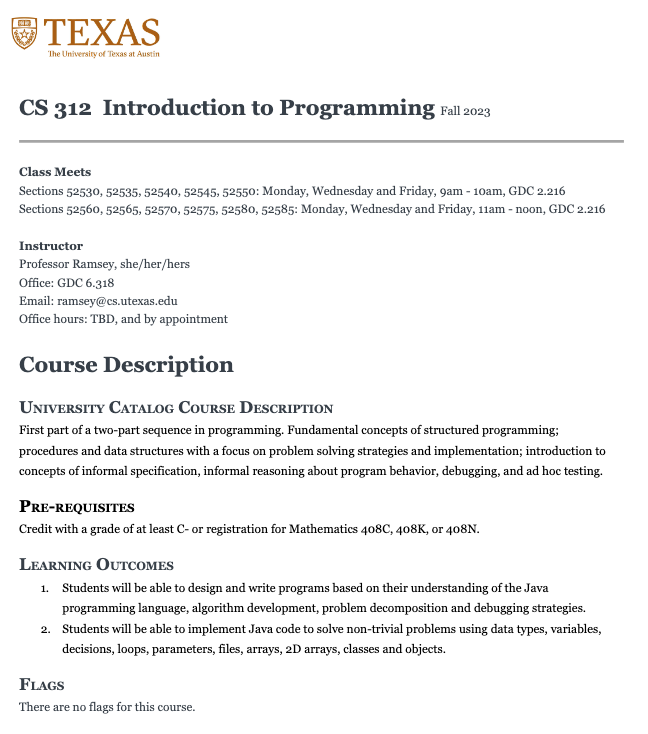 TEXAS
The University of Texas at Austin
CS 312 Introduction to Programming Fall 2023
Class Meets
Sections 52530, 52535, 52540, 52545, 52550: Monday, Wednesday and Friday, 9am - 10am, GDC 2.216
Sections 52560, 52565, 52570, 52575, 52580, 52585: Monday, Wednesday and Friday, 11am - noon, GDC 2.216
Instructor
Professor Ramsey, she/her/hers
Office: GDC 6.318
Email: ramsey@cs.utexas.edu
Office hours: TBD, and by appointment
Course Description
University Catalog Course Description
First part of a two-part sequence in programming. Fundamental concepts of structured programming;
procedures and data structures with a focus on problem solving strategies and implementation; introduction to
concepts of informal specification, informal reasoning about program behavior, debugging, and ad hoc testing.
Pre-requisites
Credit with a grade of at least C- or registration for Mathematics 408C, 408K, or 408N.
Learning Outcomes
1. Students will be able to design and write programs based on their understanding of the Java
programming language, algorithm development, problem decomposition and debugging strategies.
2. Students will be able to implement Java code to solve non-trivial problems using data types, variables,
decisions, loops, parameters, files, arrays, 2D arrays, classes and objects.
Flags
There are no flags for this course.